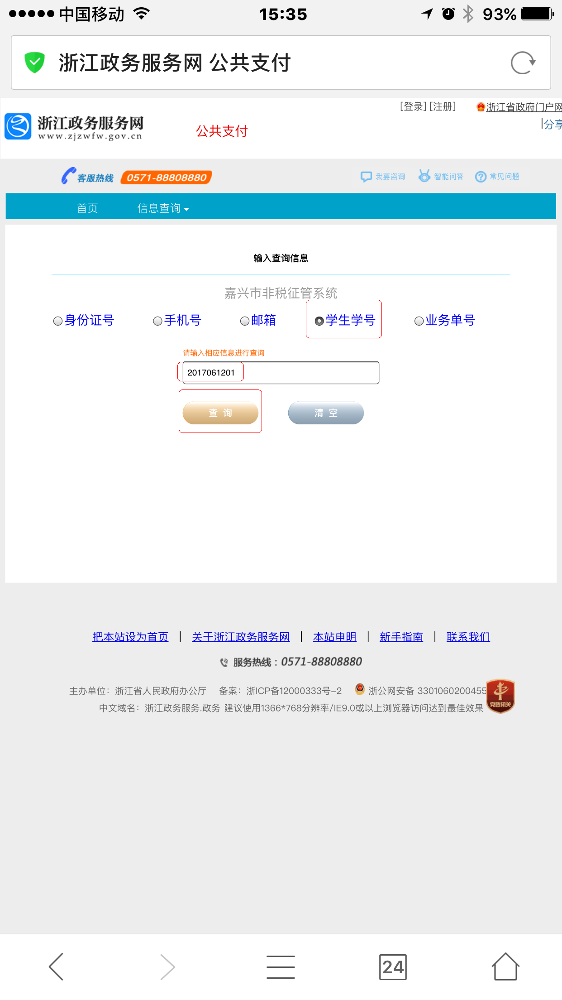 中国移动 15:35 93%
浙江政务服务网 公共支付
[登录] [注册] 浙江省政府门户网
分享
浙江政务服务网
www.zjzwfw.gov.cn
公共支付
客服热线 0571-88808880 我要咨询 智能问答 常见问题
首页 信息查询
输入查询信息
嘉兴市非税征管系统
身份证号 手机号 邮箱 学生学号 业务单号
请输入相应信息进行查询
2017061201
查 询 清 空
把本站设为首页 | 关于浙江政务服务网 | 本站申明 | 新手指南 | 联系我们
服务热线：0571-88808880
主办单位：浙江省人民政府办公厅 备案：浙ICP备12000333号-2 浙公网安备 3301060200455
中文域名：浙江政务服务.政务 建议使用1366*768分辨率/IE9.0或以上浏览器访问达到最佳效果
党政机关
24